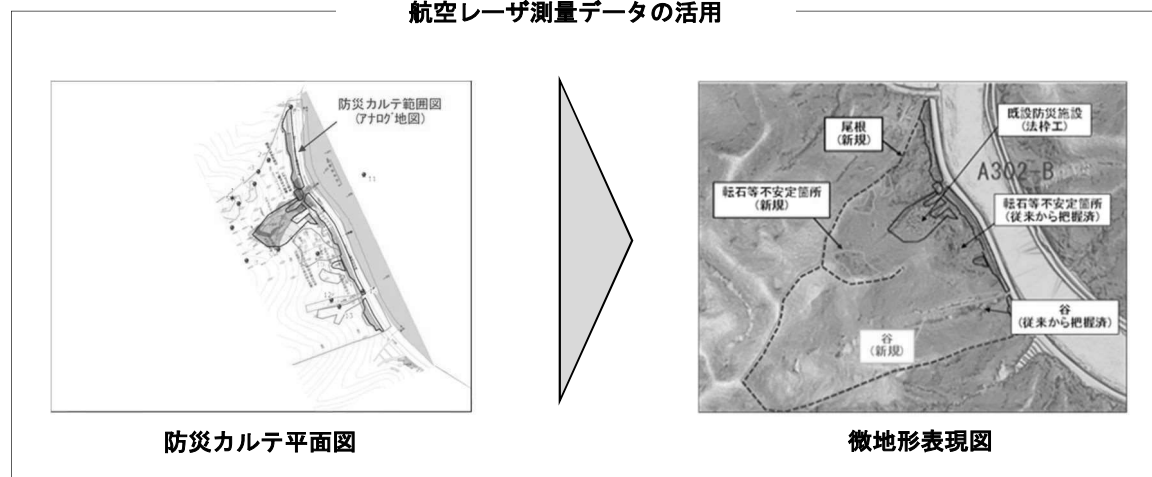 航空レーザ測量データの活用
防災カルテ範囲図
(アナログ地図)
11
12
13
既設防災施設
(法枠工)
尾根
(新規)
A302-B
転石等不安定箇所
(新規)
転石等不安定箇所
(従来から把握済)
谷
(従来から把握済)
谷
(新規)
防災カルテ平面図
微地形表現図